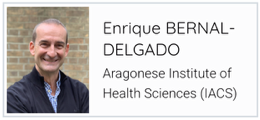 Enrique BERNAL-
DELGADO
Aragonese Institute of
Health Sciences (IACS)